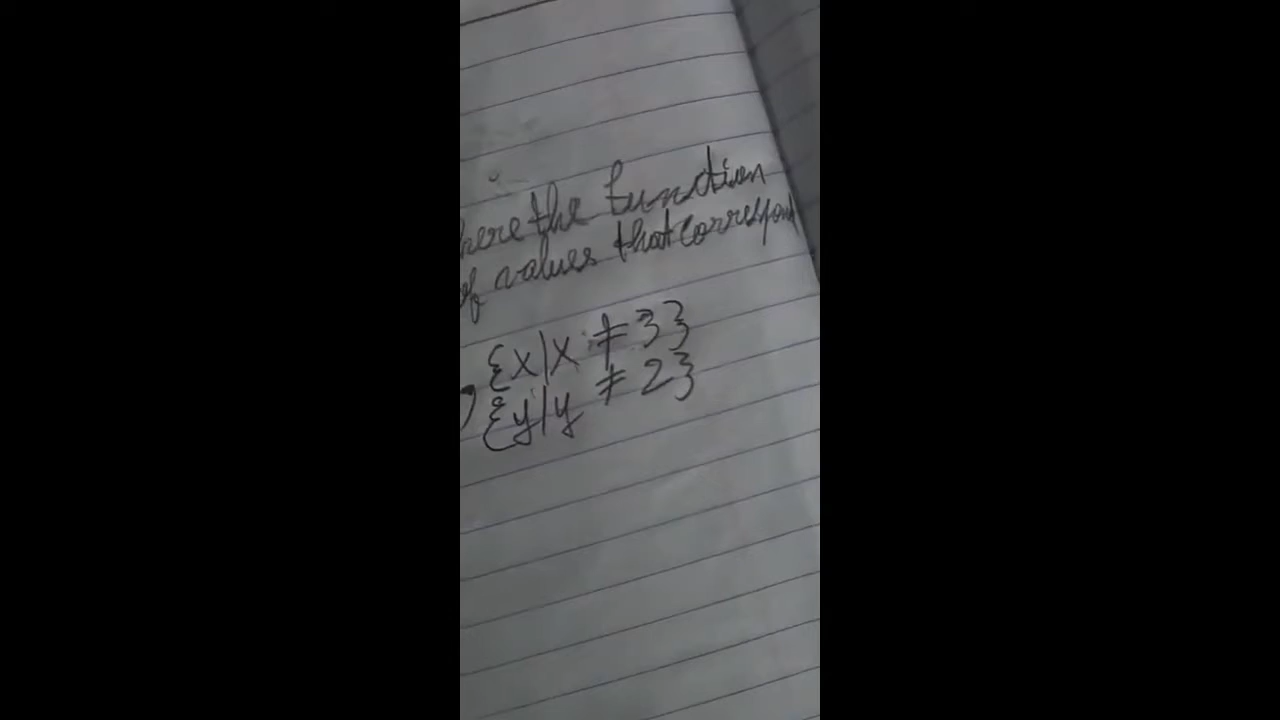 here the function
of values that correspond
{x|x ≠ 3}
) {y|y ≠ 2}